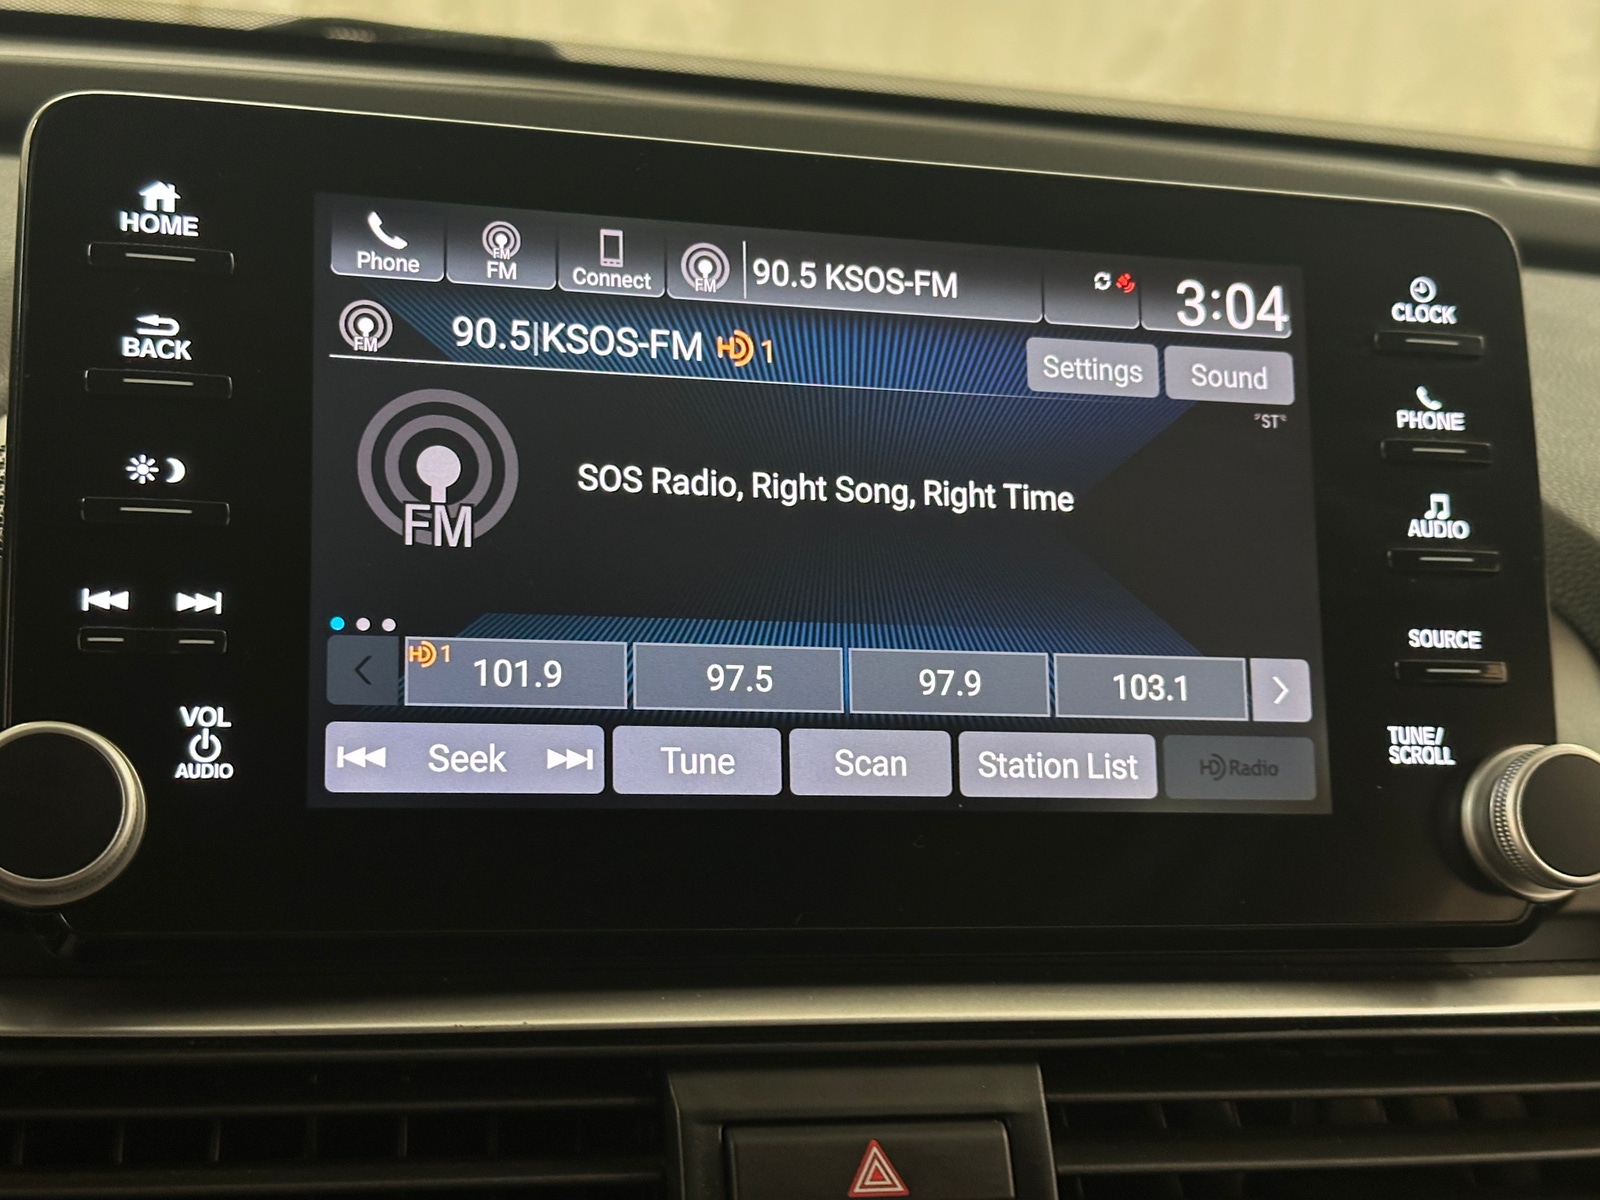 HOME
BACK
VOL
AUDIO
Phone
FM
FM
Connect
FM
90.5 KSOS-FM
3:04
FM
90.5|KSOS-FM HD 1
Settings
Sound
"ST"
FM
SOS Radio, Right Song, Right Time
HD 1
101.9
97.5
97.9
103.1
Seek
Tune
Scan
Station List
HD Radio
CLOCK
PHONE
AUDIO
SOURCE
TUNE/
SCROLL